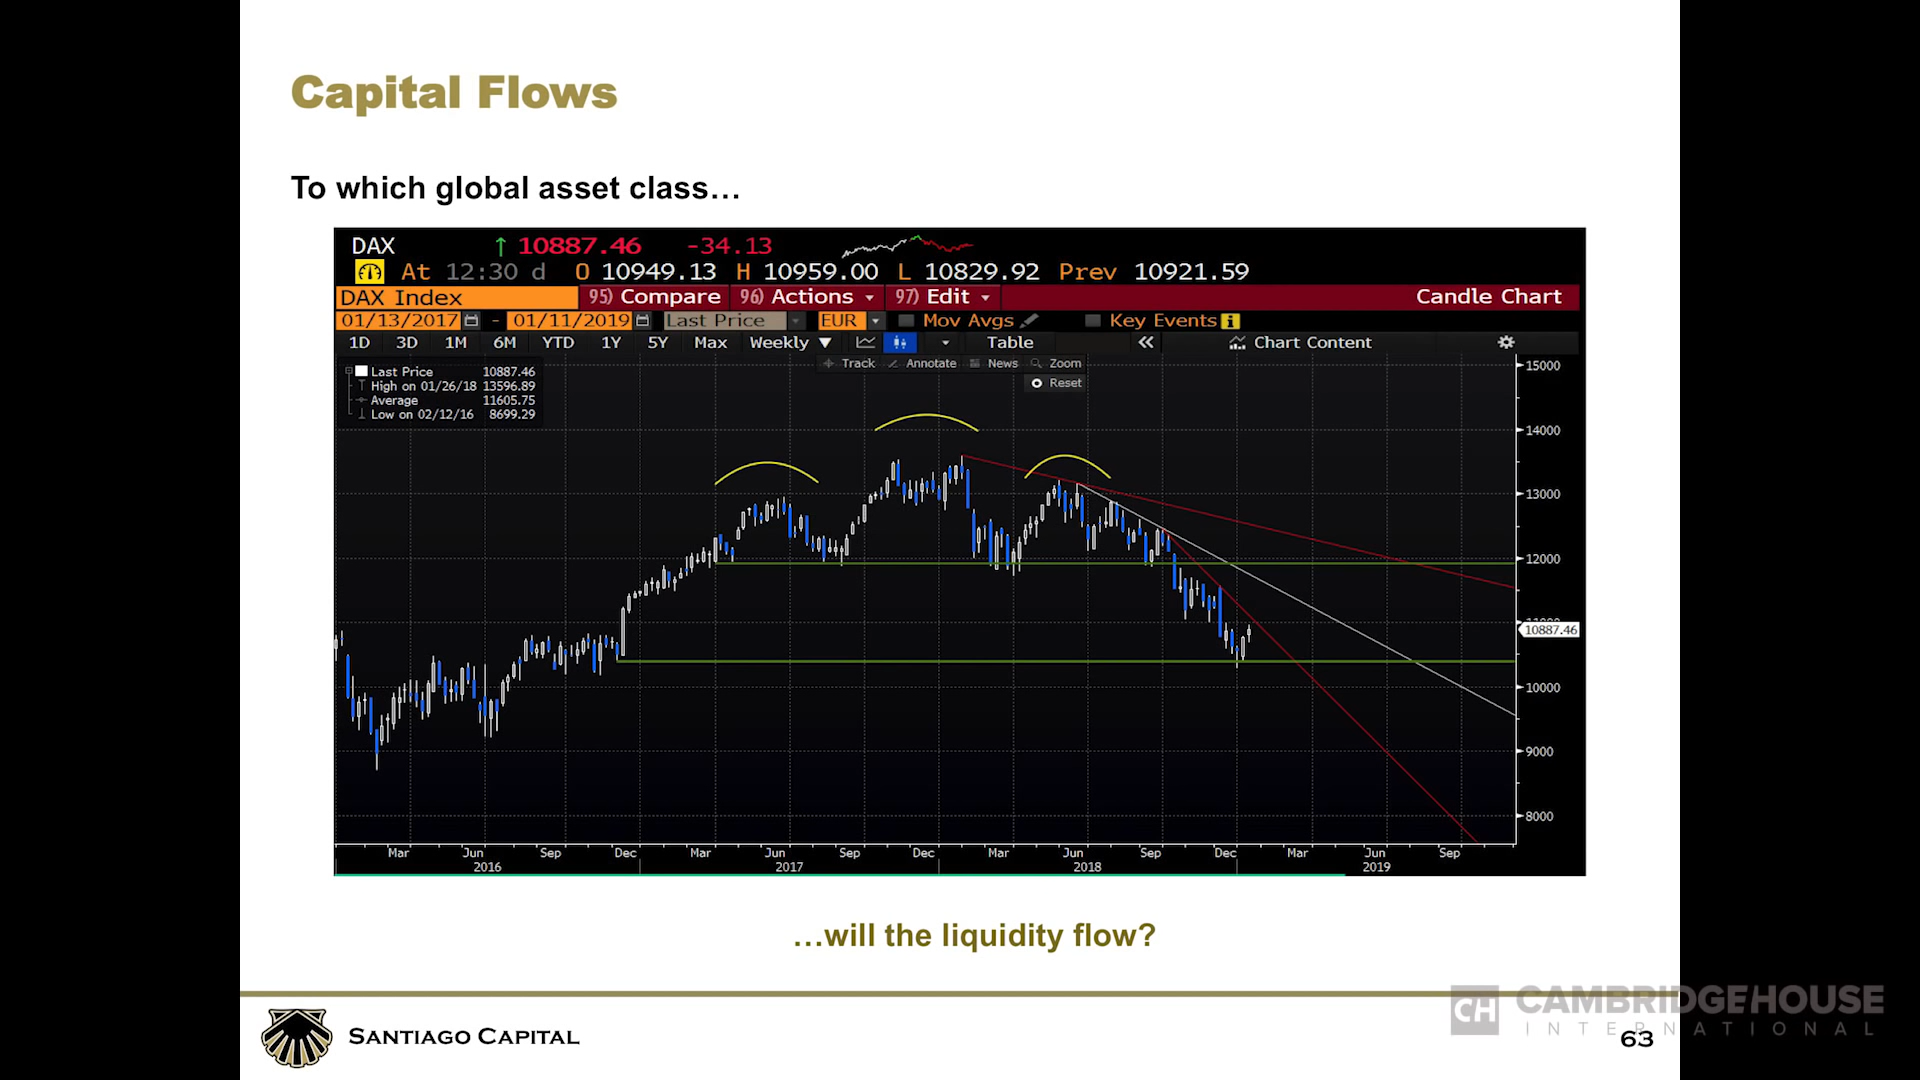 Capital Flows
To which global asset class…
DAX ↑ 10887.46 -34.13
At 12:30 d O 10949.13 H 10959.00 L 10829.92 Prev 10921.59
DAX Index 95) Compare 96) Actions 97) Edit Candle Chart
01/13/2017 - 01/11/2019 Last Price EUR Mov Avgs Key Events
1D 3D 1M 6M YTD 1Y 5Y Max Weekly ▼ Table « Chart Content
Track Annotate News Zoom
Reset
Last Price 10887.46
High on 01/26/18 13596.89
Average 11605.75
Low on 02/12/16 8699.29
15000
14000
13000
12000
10887.46
10000
9000
8000
Mar Jun Sep Dec Mar Jun Sep Dec Mar Jun Sep Dec Mar Jun Sep
2016 2017 2018 2019
…will the liquidity flow?
CH CAMBRIDGEHOUSE
INTERNATIONAL
SANTIAGO CAPITAL
63